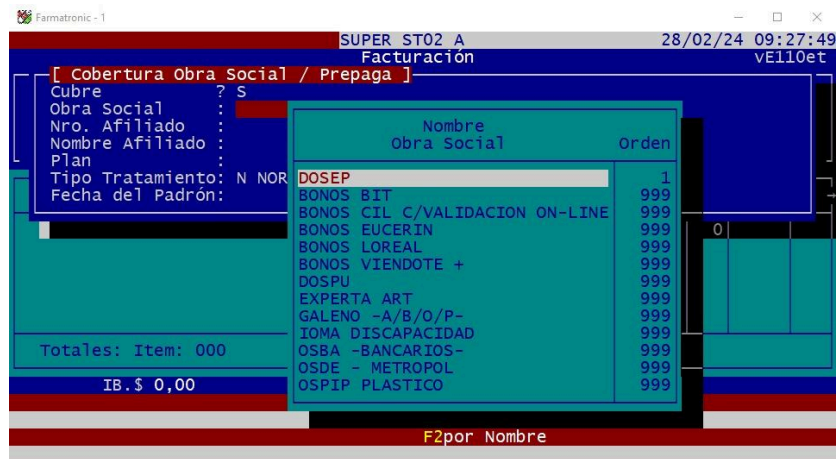 Farmatronic - 1
SUPER ST02 A 28/02/24 09:27:49
Facturación vE110et
[ Cobertura Obra Social / Prepaga ]
Cubre ? S
Obra Social :
Nro. Afiliado :
Nombre Afiliado :
Plan :
Tipo Tratamiento: N NOR
Fecha del Padrón:
Nombre
Obra Social Orden
DOSEP 1
BONOS BIT 999
BONOS CIL C/VALIDACION ON-LINE 999
BONOS EUCERIN 999
BONOS LOREAL 999
BONOS VIENDOTE + 999
DOSPU 999
EXPERTA ART 999
GALENO -A/B/O/P- 999
IOMA DISCAPACIDAD 999
OSBA -BANCARIOS- 999
OSDE - METROPOL 999
OSPIP PLASTICO 999
0
Totales: Item: 000
IB.$ 0,00
F2por Nombre